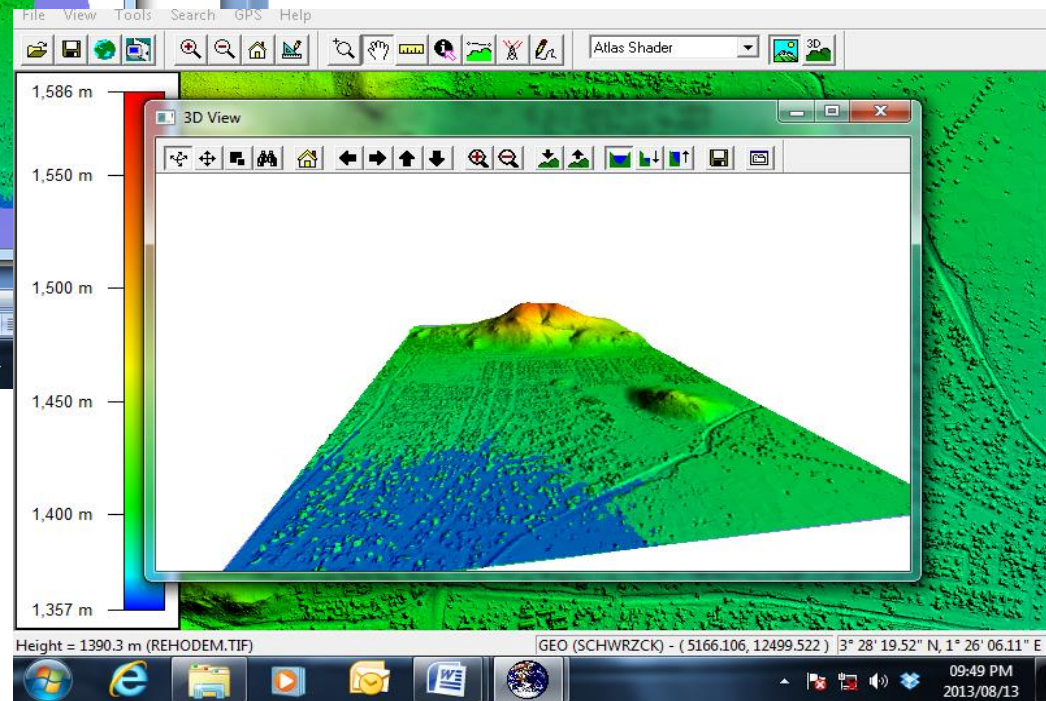 File View Tools Search GPS Help
Atlas Shader
3D
1,586 m
1,550 m
1,500 m
1,450 m
1,400 m
1,357 m
3D View
Height = 1390.3 m (REHODEM.TIF)
GEO (SCHWRZCK) - ( 5166.106, 12499.522 )
3° 28' 19.52" N, 1° 26' 06.11" E
09:49 PM
2013/08/13